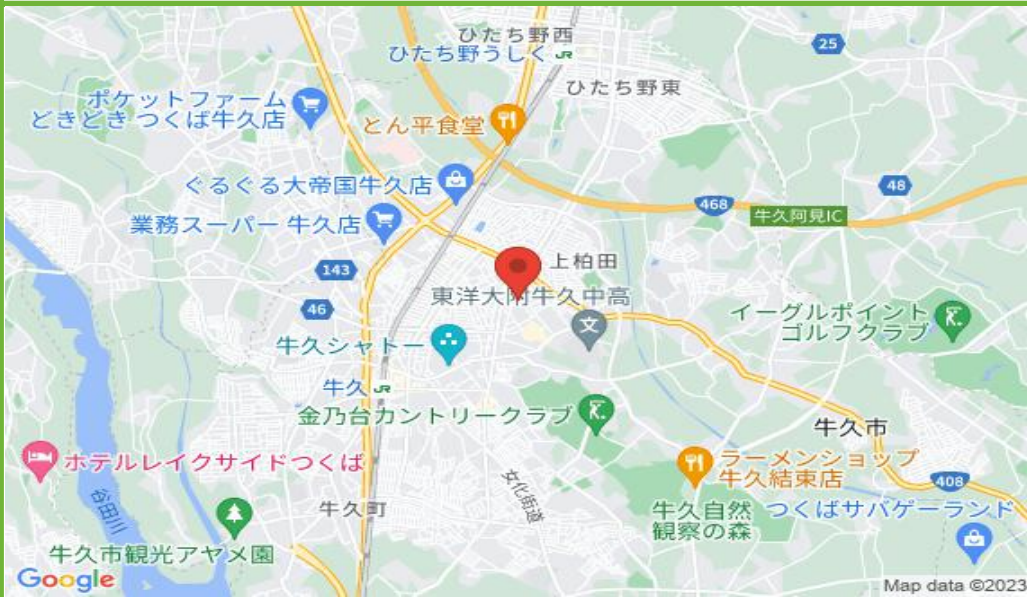 ひたち野西
ひたち野うしく JR
25
ひたち野東
ポケットファーム
どきどき つくば牛久店
とん平食堂
ぐるぐる大帝国牛久店
48
468
牛久阿見IC
業務スーパー 牛久店
143
上柏田
46
東洋大附牛久中高
文
イーグルポイント
ゴルフクラブ
牛久シャトー
牛久 JR
金乃台カントリークラブ
牛久市
ホテルレイクサイドつくば
ラーメンショップ
牛久結束店
408
谷田川
女化街道
牛久町
牛久自然
観察の森
つくばサバゲーランド
牛久市観光アヤメ園
Google
Map data ©2023